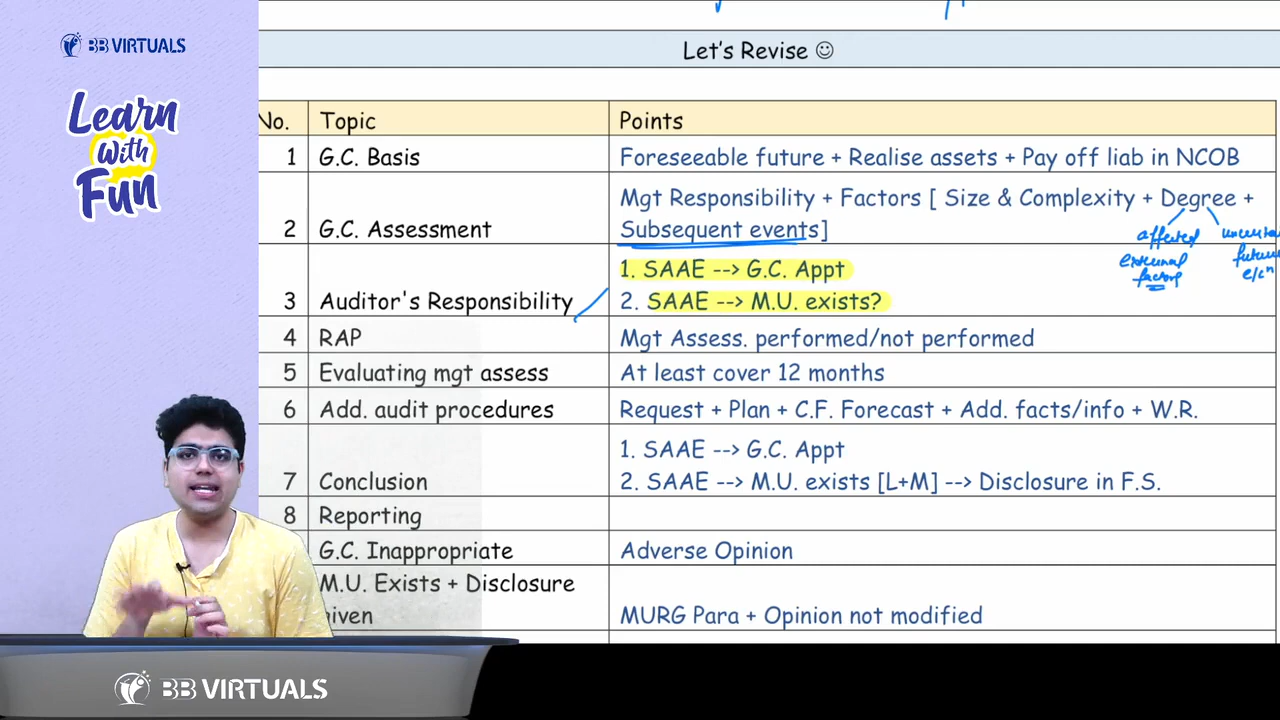 BB VIRTUALS
Learn
With
Fun
Let's Revise ☺
No. Topic Points
1 G.C. Basis Foreseeable future + Realise assets + Pay off liab in NCOB
2 G.C. Assessment Mgt Responsibility + Factors [ Size & Complexity + Degree +
Subsequent events]
affected
external
factors
3 Auditor's Responsibility 1. SAAE --> G.C. Appt
2. SAAE --> M.U. exists?
4 RAP Mgt Assess. performed/not performed
5 Evaluating mgt assess At least cover 12 months
6 Add. audit procedures Request + Plan + C.F. Forecast + Add. facts/info + W.R.
7 Conclusion 1. SAAE --> G.C. Appt
2. SAAE --> M.U. exists [L+M] --> Disclosure in F.S.
8 Reporting
G.C. Inappropriate Adverse Opinion
M.U. Exists + Disclosure
given MURG Para + Opinion not modified
BB VIRTUALS